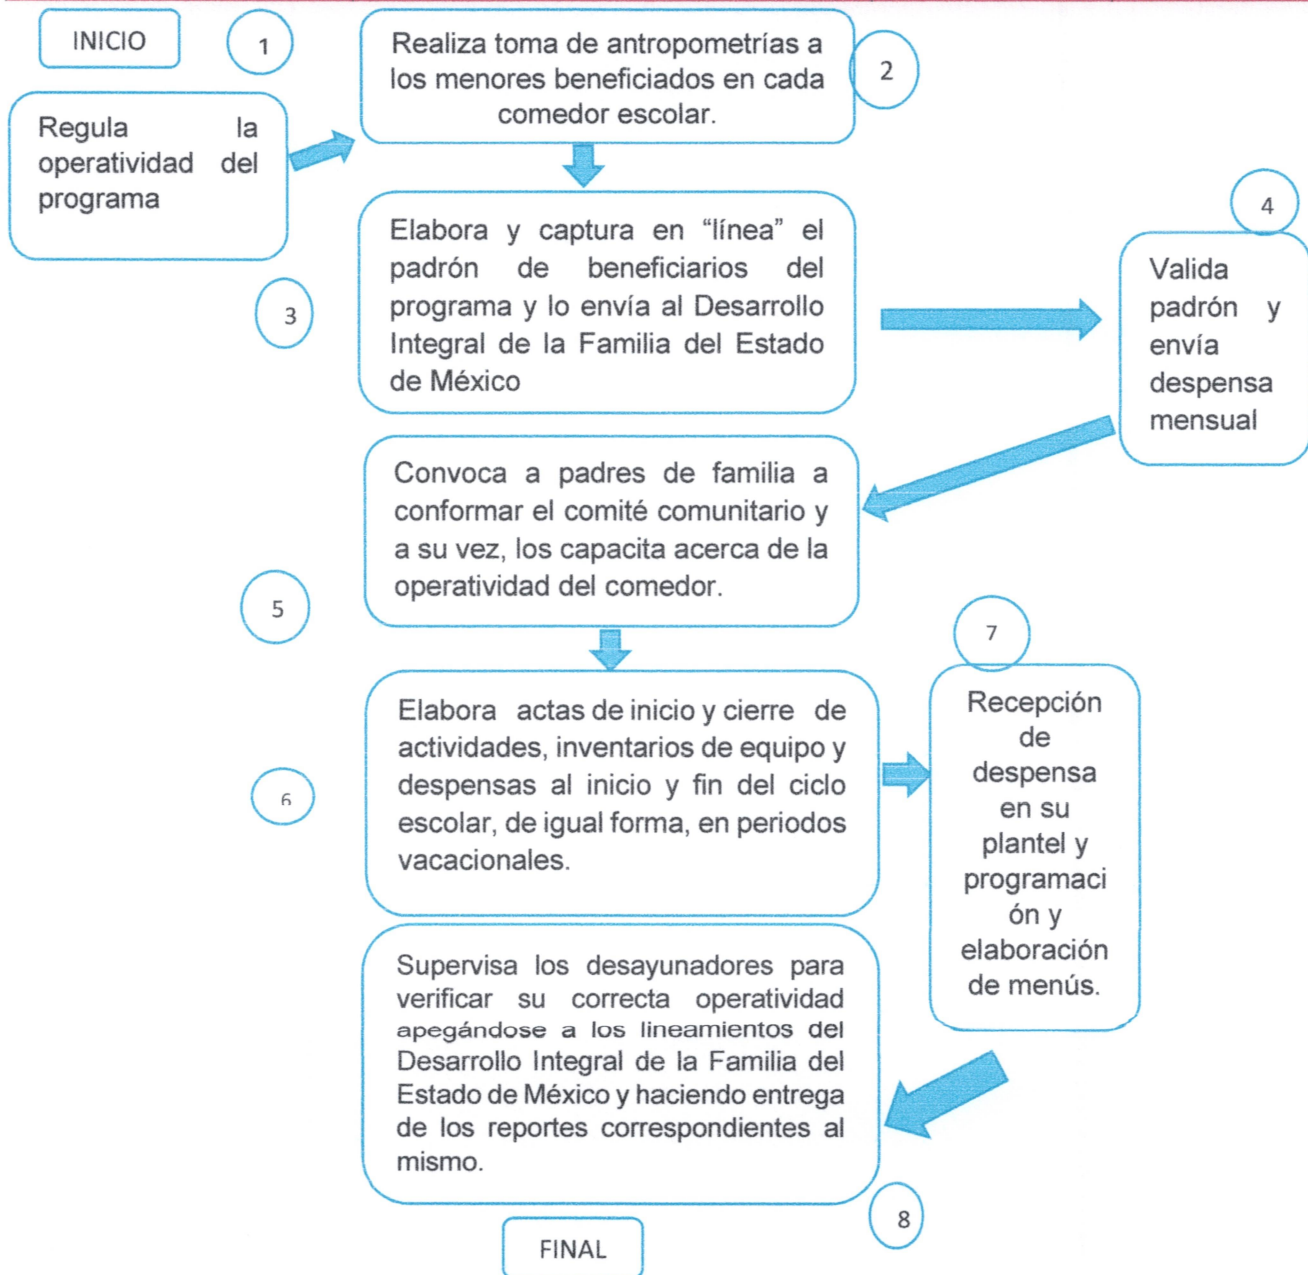 INICIO
1
Regula la
operatividad del
programa
Realiza toma de antropometrías a
los menores beneficiados en cada
comedor escolar.
2
3
Elabora y captura en “línea” el
padrón de beneficiarios del
programa y lo envía al Desarrollo
Integral de la Familia del Estado
de México
4
Valida
padrón y
envía
despensa
mensual
5
Convoca a padres de familia a
conformar el comité comunitario y
a su vez, los capacita acerca de la
operatividad del comedor.
6
Elabora actas de inicio y cierre de
actividades, inventarios de equipo y
despensas al inicio y fin del ciclo
escolar, de igual forma, en periodos
vacacionales.
7
Recepción
de
despensa
en su
plantel y
programaci
ón y
elaboración
de menús.
Supervisa los desayunadores para
verificar su correcta operatividad
apegándose a los lineamientos del
Desarrollo Integral de la Familia del
Estado de México y haciendo entrega
de los reportes correspondientes al
mismo.
8
FINAL